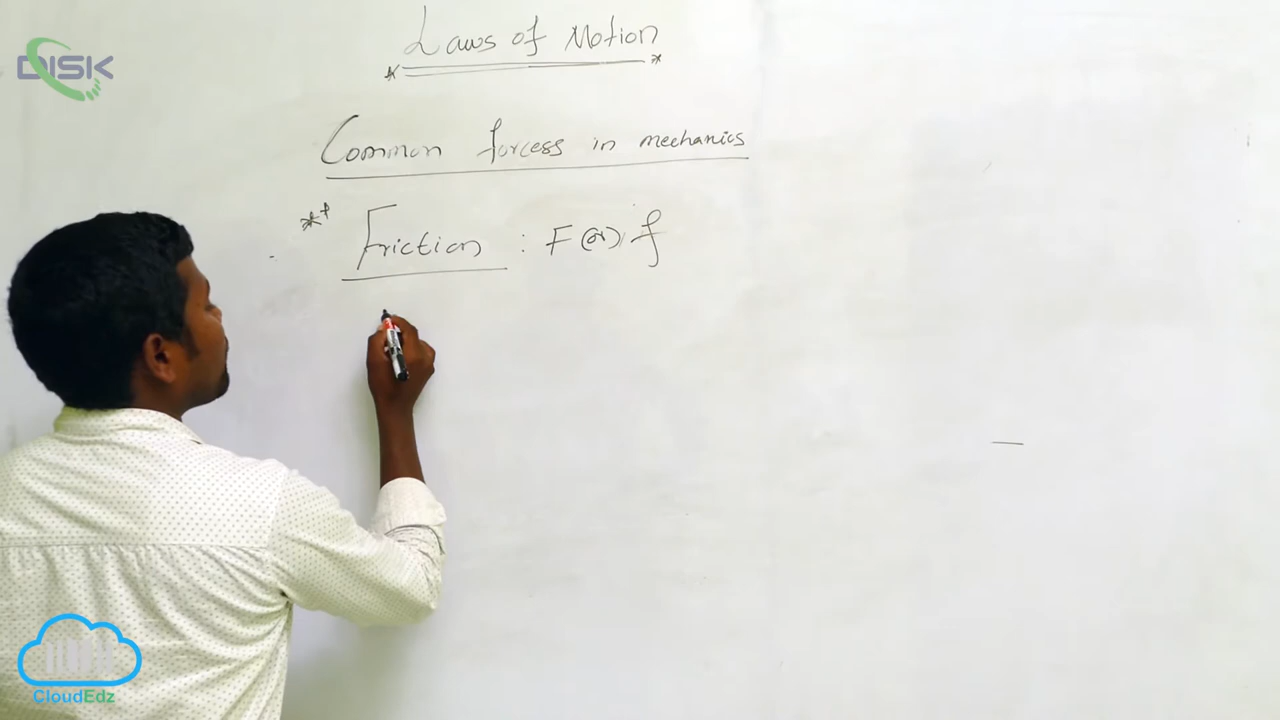 DISK
Laws of Motion
* *
Common forcess in mechanics
** Friction : F (or) f
CloudEdz